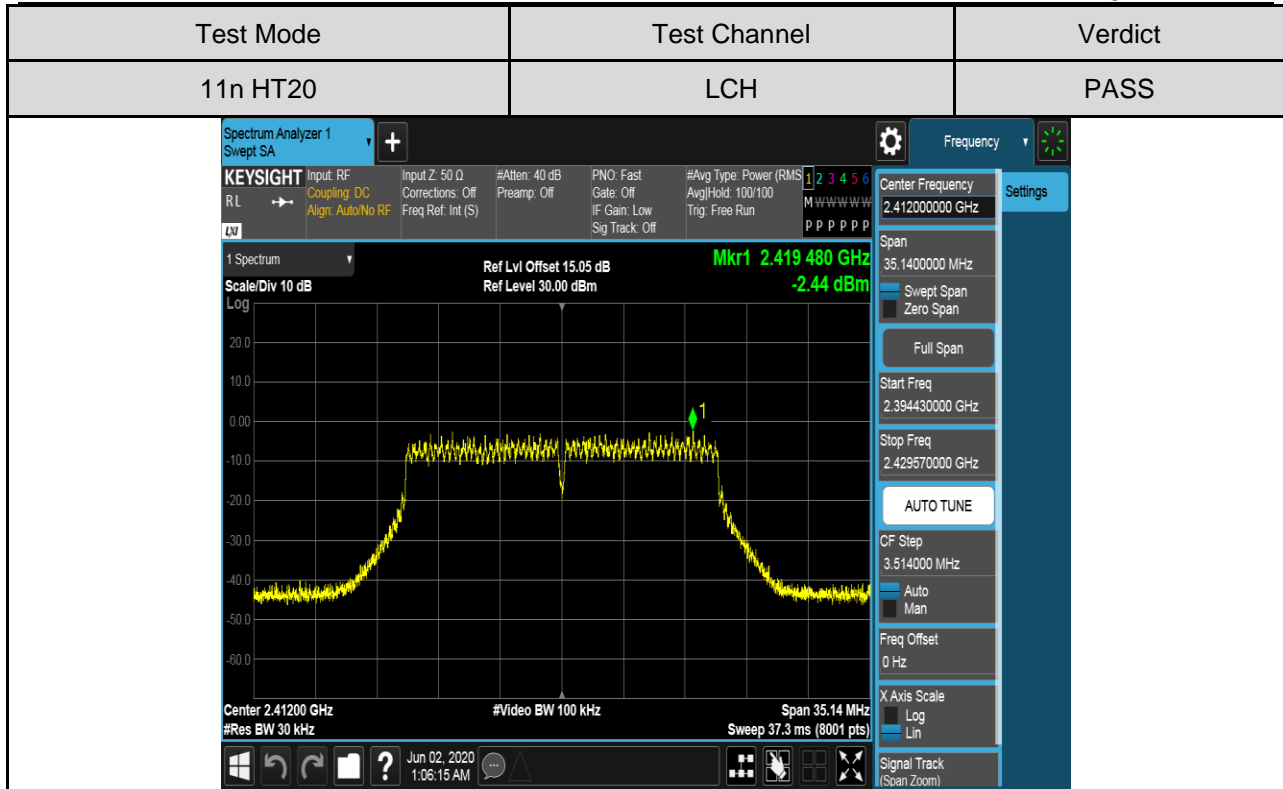 Test Mode Test Channel Verdict
11n HT20 LCH PASS
Spectrum Analyzer 1
Swept SA
+
Frequency
KEYSIGHT
RL
LXI
Input: RF
Coupling: DC
Align: Auto/No RF
Input Z: 50 Ω
Corrections: Off
Freq Ref: Int (S)
#Atten: 40 dB
Preamp: Off
PNO: Fast
Gate: Off
IF Gain: Low
Sig Track: Off
#Avg Type: Power (RMS
Avg|Hold: 100/100
Trig: Free Run
1 2 3 4 5 6
M W W W W W
P P P P P P
1 Spectrum
Scale/Div 10 dB
Ref Lvl Offset 15.05 dB
Ref Level 30.00 dBm
Mkr1 2.419 480 GHz
-2.44 dBm
Log
20.0
10.0
0.00
-10.0
-20.0
-30.0
-40.0
-50.0
-60.0
1
Center 2.41200 GHz
#Res BW 30 kHz
#Video BW 100 kHz
Span 35.14 MHz
Sweep 37.3 ms (8001 pts)
?
Jun 02, 2020
1:06:15 AM
Center Frequency
2.412000000 GHz
Settings
Span
35.1400000 MHz
Swept Span
Zero Span
Full Span
Start Freq
2.394430000 GHz
Stop Freq
2.429570000 GHz
AUTO TUNE
CF Step
3.514000 MHz
Auto
Man
Freq Offset
0 Hz
X Axis Scale
Log
Lin
Signal Track
(Span Zoom)